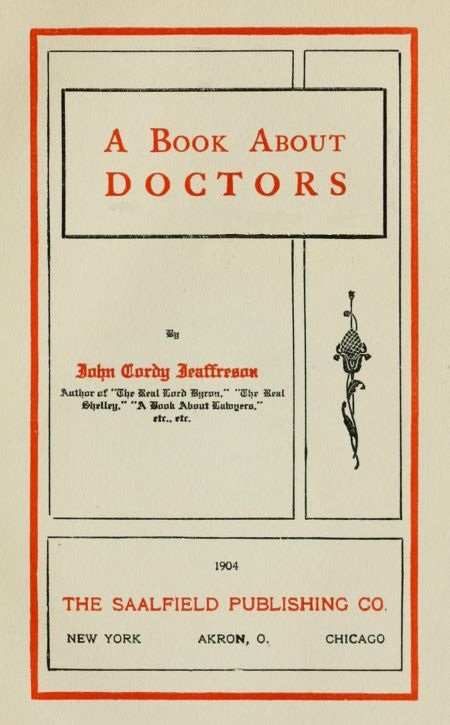 A BOOK ABOUT
DOCTORS
By
John Cordy Jeaffreson
Author of "The Real Lord Byron," "The Real
Shelley," "A Book About Lawyers,"
etc., etc.
1904
THE SAALFIELD PUBLISHING CO.
NEW YORK AKRON, O. CHICAGO